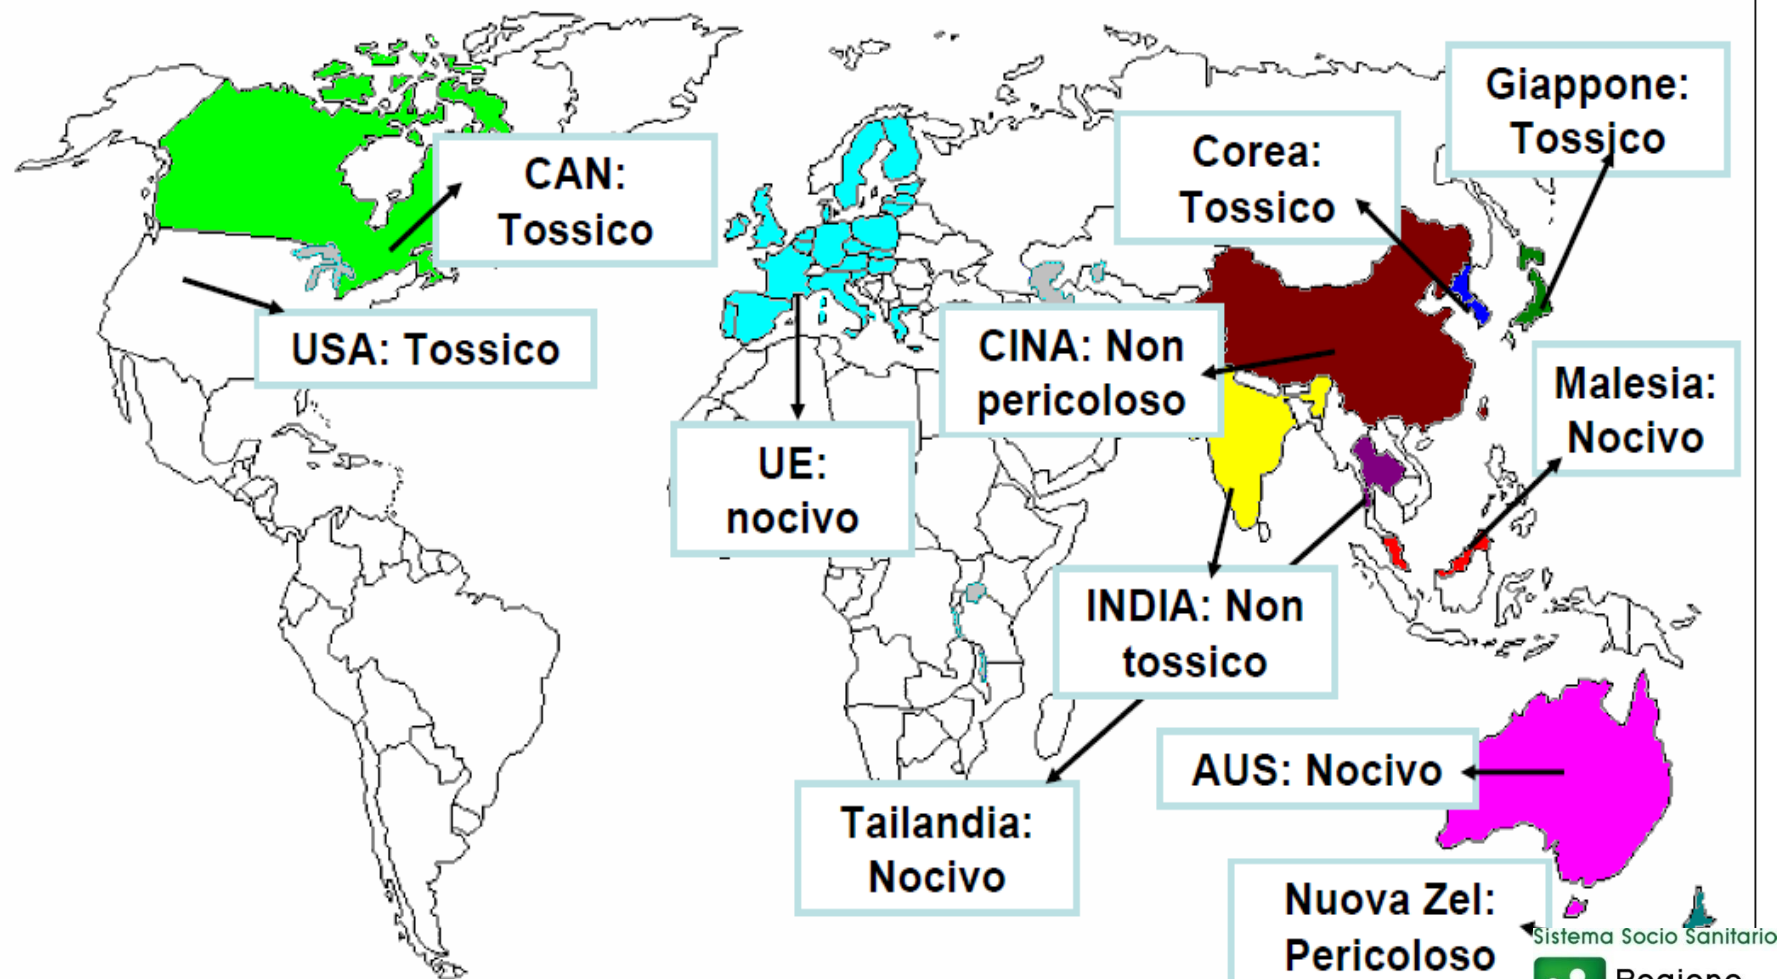 Giappone:
Tossico
Corea:
Tossico
CAN:
Tossico
USA: Tossico
CINA: Non
pericoloso
Malesia:
Nocivo
UE:
nocivo
INDIA: Non
tossico
AUS: Nocivo
Tailandia:
Nocivo
Nuova Zel:
Pericoloso
Sistema Socio Sanitario
Regione